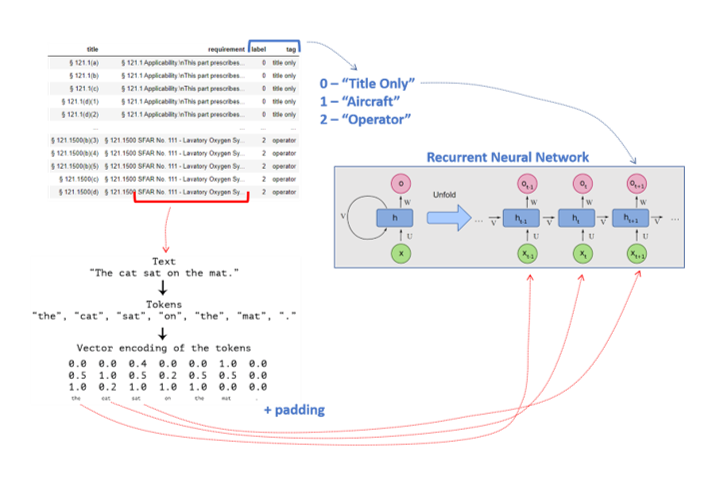 title requirement label tag
§ 121.1(a) § 121.1 Applicability.\nThis part prescribes... 0 title only
§ 121.1(b) § 121.1 Applicability.\nThis part prescribes... 0 title only
§ 121.1(c) § 121.1 Applicability.\nThis part prescribes... 0 title only
§ 121.1(d)(1) § 121.1 Applicability.\nThis part prescribes... 0 title only
§ 121.1(d)(2) § 121.1 Applicability.\nThis part prescribes... 0 title only
... ... ... ...
§ 121.1500(b)(3) § 121.1500 SFAR No. 111 - Lavatory Oxygen Sy... 2 operator
§ 121.1500(b)(4) § 121.1500 SFAR No. 111 - Lavatory Oxygen Sy... 2 operator
§ 121.1500(b)(5) § 121.1500 SFAR No. 111 - Lavatory Oxygen Sy... 2 operator
§ 121.1500(c) § 121.1500 SFAR No. 111 - Lavatory Oxygen Sy... 2 operator
§ 121.1500(d) § 121.1500 SFAR No. 111 - Lavatory Oxygen Sy... 2 operator
0 – “Title Only”
1 – “Aircraft”
2 – “Operator”
Recurrent Neural Network
o Unfold o t-1 o t o t+1
W W W W
V h ... V h t-1 V h t V h t+1 V ...
U U U U
x x t-1 x t x t+1
Text
"The cat sat on the mat."
Tokens
"the", "cat", "sat", "on", "the", "mat", "."
Vector encoding of the tokens
0.0 0.0 0.4 0.0 0.0 1.0 0.0
0.5 1.0 0.5 0.2 0.5 0.5 0.0
1.0 0.2 1.0 1.0 1.0 0.0 0.0
the cat sat on the mat .
+ padding